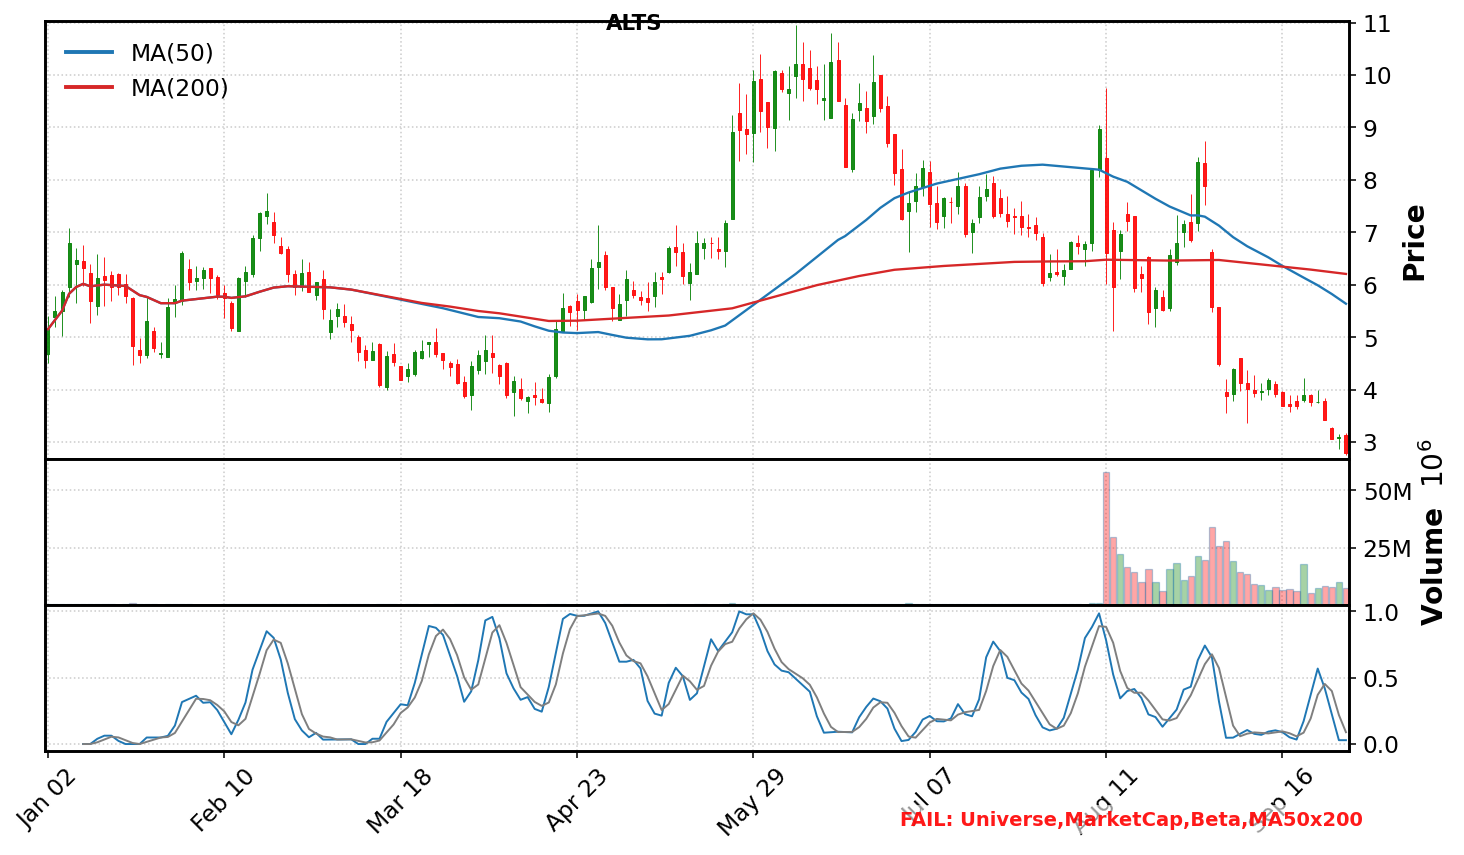 ALTS
MA(50)
MA(200)
11
10
9
8
7
6
5
4
3
Price
10^6
50M
25M
Volume
1.0
0.5
0.0
Jan 02
Feb 10
Mar 18
Apr 23
May 29
Jul 07
Aug 11
Sep 16
FAIL: Universe,MarketCap,Beta,MA50x200